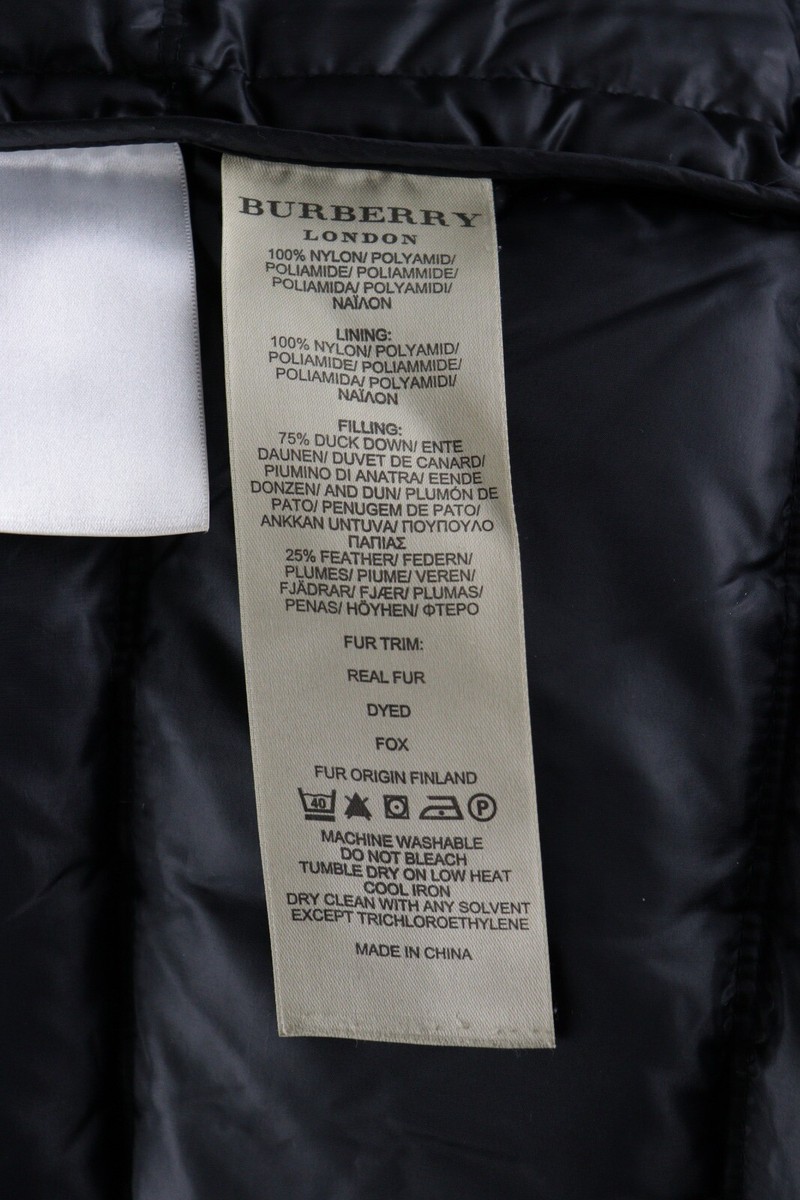 BURBERRY
LONDON
100% NYLON/ POLYAMID/
POLIAMIDE/ POLIAMMIDE/
POLIAMIDA/ POLYAMIDI/
ΝΑΪΛΟΝ
LINING:
100% NYLON/ POLYAMID/
POLIAMIDE/ POLIAMMIDE/
POLIAMIDA/ POLYAMIDI/
ΝΑΪΛΟΝ
FILLING:
75% DUCK DOWN/ ENTE
DAUNEN/ DUVET DE CANARD/
PIUMINO DI ANATRA/ EENDE
DONZEN/ AND DUN/ PLUMÓN DE
PATO/ PENUGEM DE PATO/
ANKKAN UNTUVA/ ΠΟΥΠΟΥΛΟ
ΠΑΠΙΑΣ
25% FEATHER/ FEDERN/
PLUMES/ PIUME/ VEREN/
FJÄDRAR/ FJÆR/ PLUMAS/
PENAS/ HÖYHEN/ ΦΤΕΡΟ
FUR TRIM:
REAL FUR
DYED
FOX
FUR ORIGIN FINLAND
40 P
MACHINE WASHABLE
DO NOT BLEACH
TUMBLE DRY ON LOW HEAT
COOL IRON
DRY CLEAN WITH ANY SOLVENT
EXCEPT TRICHLOROETHYLENE
MADE IN CHINA